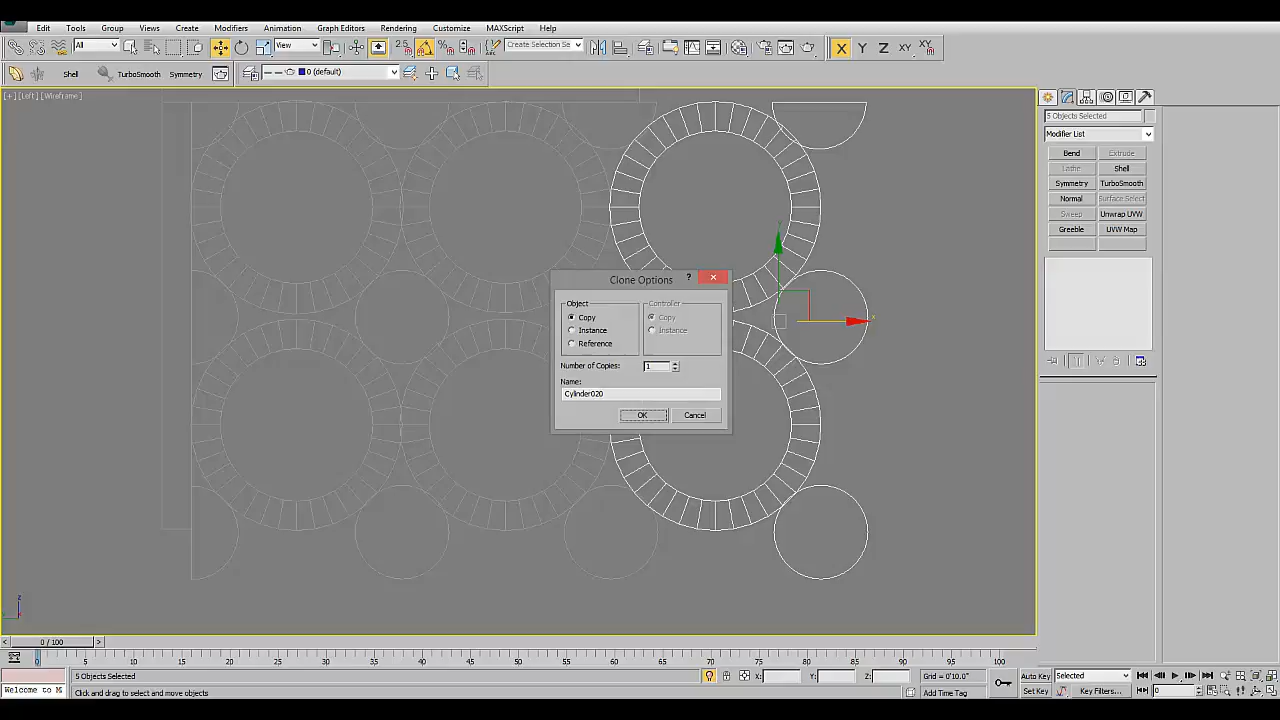 Edit Tools Group Views Create Modifiers Animation Graph Editors Rendering Customize MAXScript Help
All View 2.5 Create Selection Se X Y Z XY XY
Shell TurboSmooth Symmetry 0 (default)
[+] [Left] [Wireframe]
5 Objects Selected
Modifier List
Bend Extrude
Lathe Shell
Symmetry TurboSmooth
Normal Surface Select
Sweep Unwrap UVW
Greeble UVW Map
Clone Options ? ×
Object Controller
Copy Copy
Instance Instance
Reference
Number of Copies: 1
Name:
Cylinder020
OK Cancel
x
z
0 / 100
0 5 10 15 20 25 30 35 40 45 50 55 60 65 70 75 80 85 90 95 100
5 Objects Selected X: Y: Z: Grid = 0'10.0" Auto Key Selected
Welcome to M Click and drag to select and move objects Add Time Tag Set Key Key Filters... 0